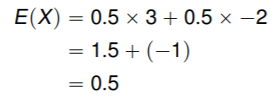 E(X) = 0.5 × 3 + 0.5 × −2
= 1.5 + (−1)
= 0.5